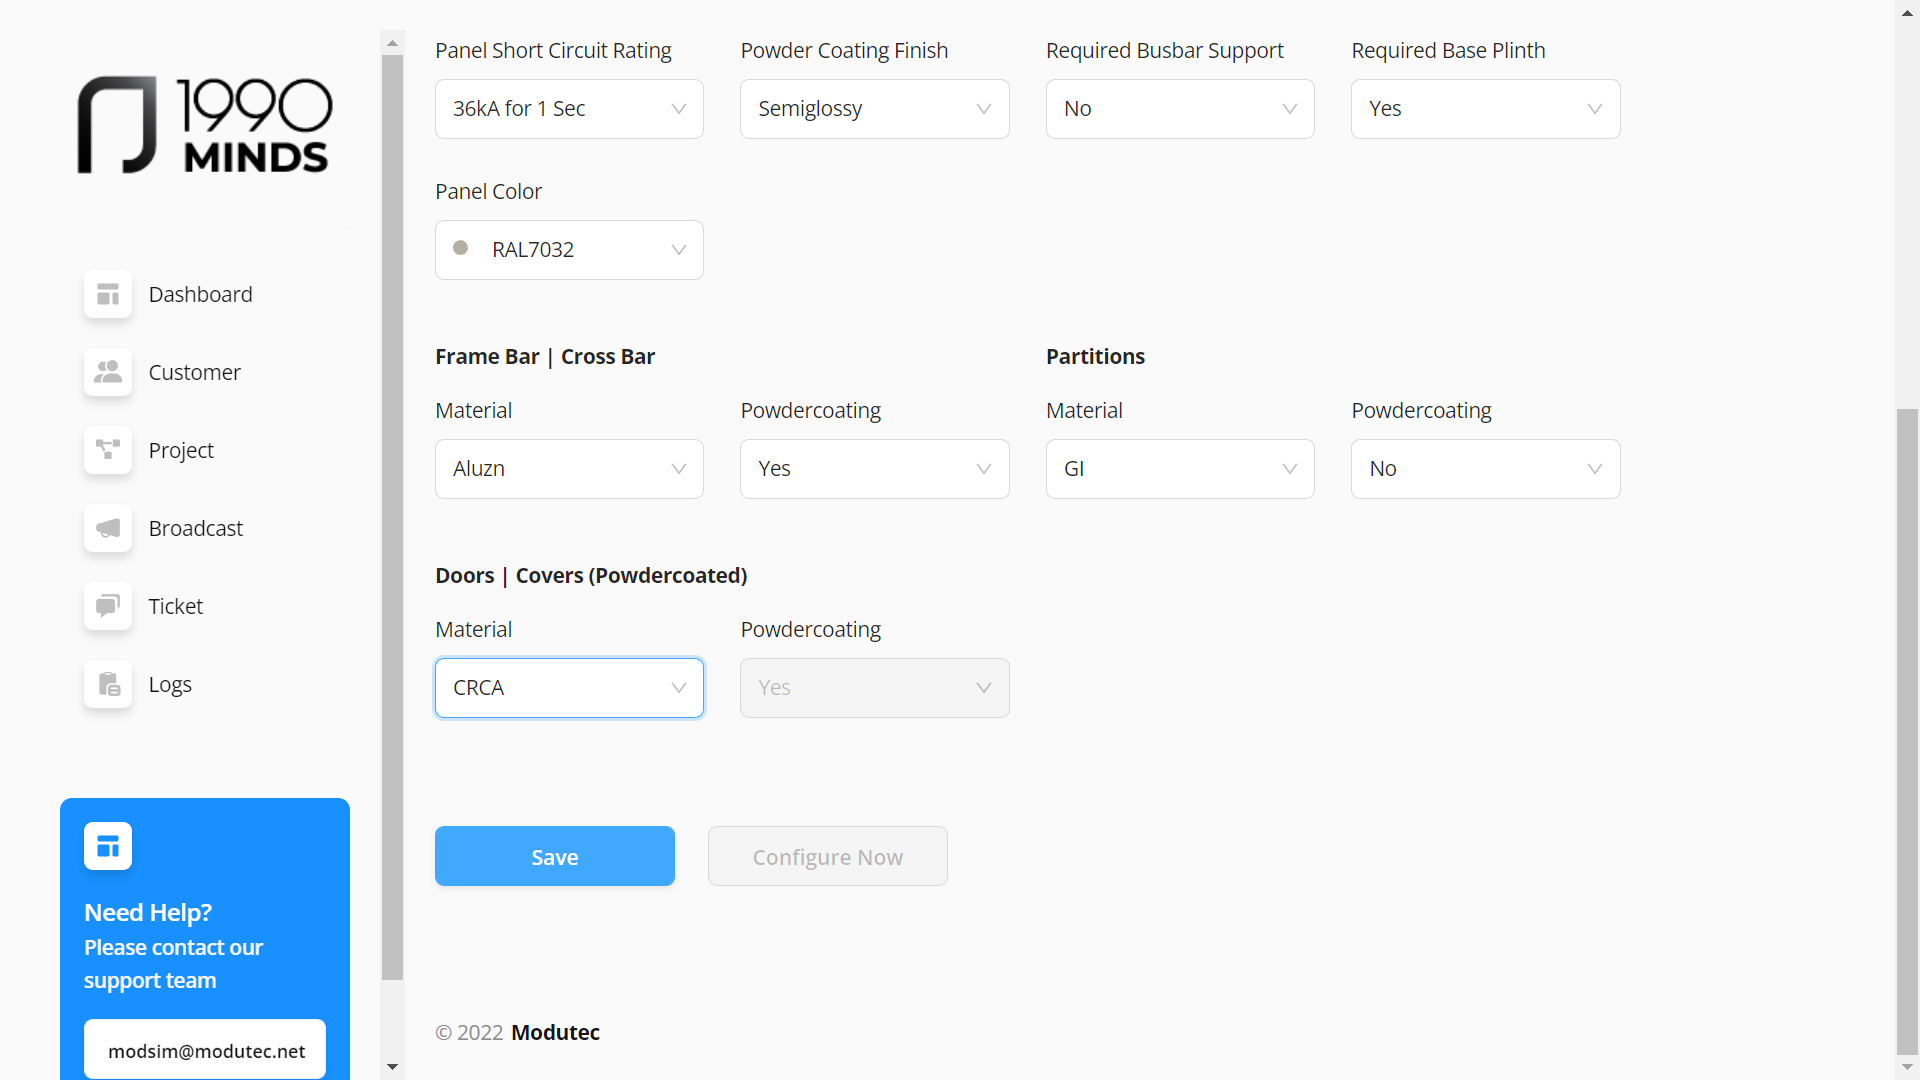 1990
MINDS
Dashboard
Customer
Project
Broadcast
Ticket
Logs
Need Help?
Please contact our
support team
modsim@modutec.net
Panel Short Circuit Rating Powder Coating Finish Required Busbar Support Required Base Plinth
36kA for 1 Sec Semiglossy No Yes
Panel Color
RAL7032
Frame Bar | Cross Bar Partitions
Material Powdercoating Material Powdercoating
Aluzn Yes GI No
Doors | Covers (Powdercoated)
Material Powdercoating
CRCA Yes
Save Configure Now
© 2022 Modutec